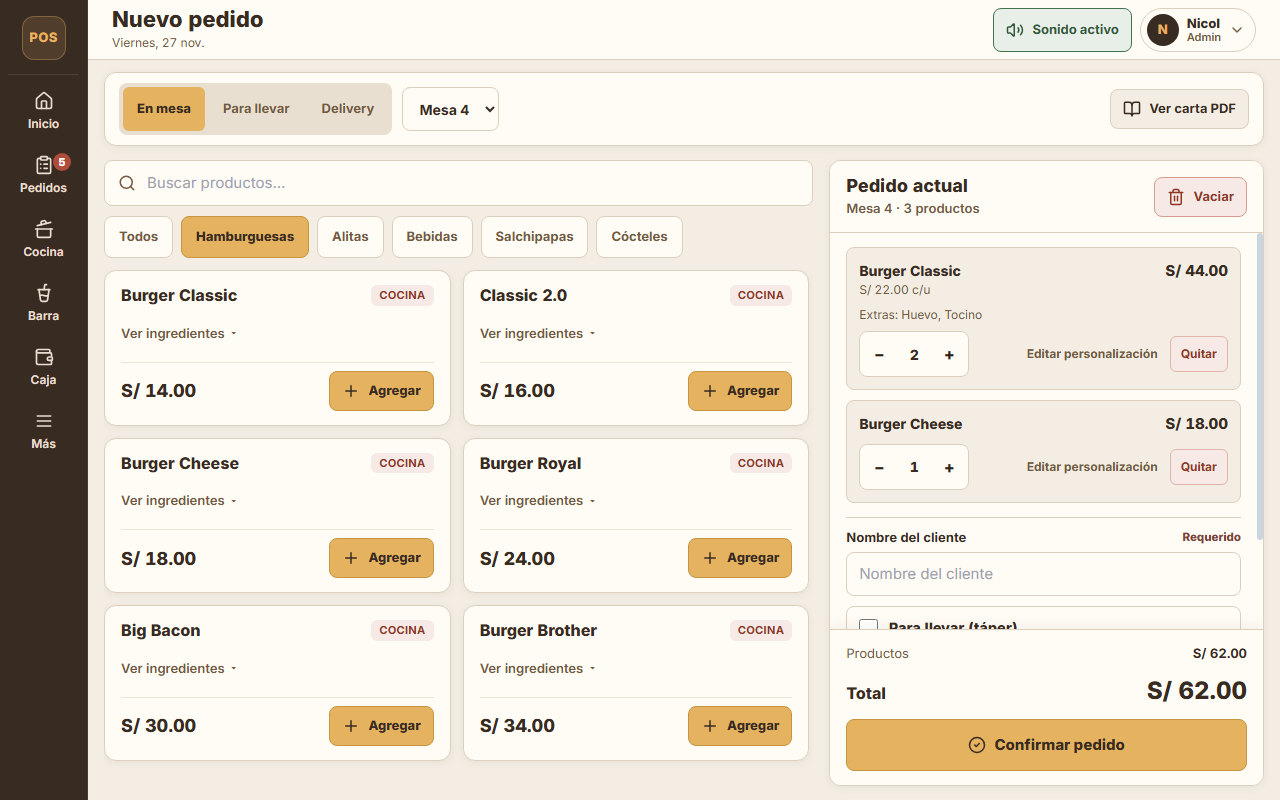 POS
Inicio
Pedidos
5
Cocina
Barra
Caja
Más
Nuevo pedido
Viernes, 27 nov.
Sonido activo
N
Nicol
Admin
En mesa
Para llevar
Delivery
Mesa 4
Ver carta PDF
Buscar productos...
Todos
Hamburguesas
Alitas
Bebidas
Salchipapas
Cócteles
Burger Classic
COCINA
Ver ingredientes
S/ 14.00
Agregar
Classic 2.0
COCINA
Ver ingredientes
S/ 16.00
Agregar
Burger Cheese
COCINA
Ver ingredientes
S/ 18.00
Agregar
Burger Royal
COCINA
Ver ingredientes
S/ 24.00
Agregar
Big Bacon
COCINA
Ver ingredientes
S/ 30.00
Agregar
Burger Brother
COCINA
Ver ingredientes
S/ 34.00
Agregar
Pedido actual
Mesa 4 · 3 productos
Vaciar
Burger Classic
S/ 44.00
S/ 22.00 c/u
Extras: Huevo, Tocino
− 2 +
Editar personalización
Quitar
Burger Cheese
S/ 18.00
− 1 +
Editar personalización
Quitar
Nombre del cliente
Requerido
Nombre del cliente
Para llevar (táper)
Productos
S/ 62.00
Total
S/ 62.00
Confirmar pedido